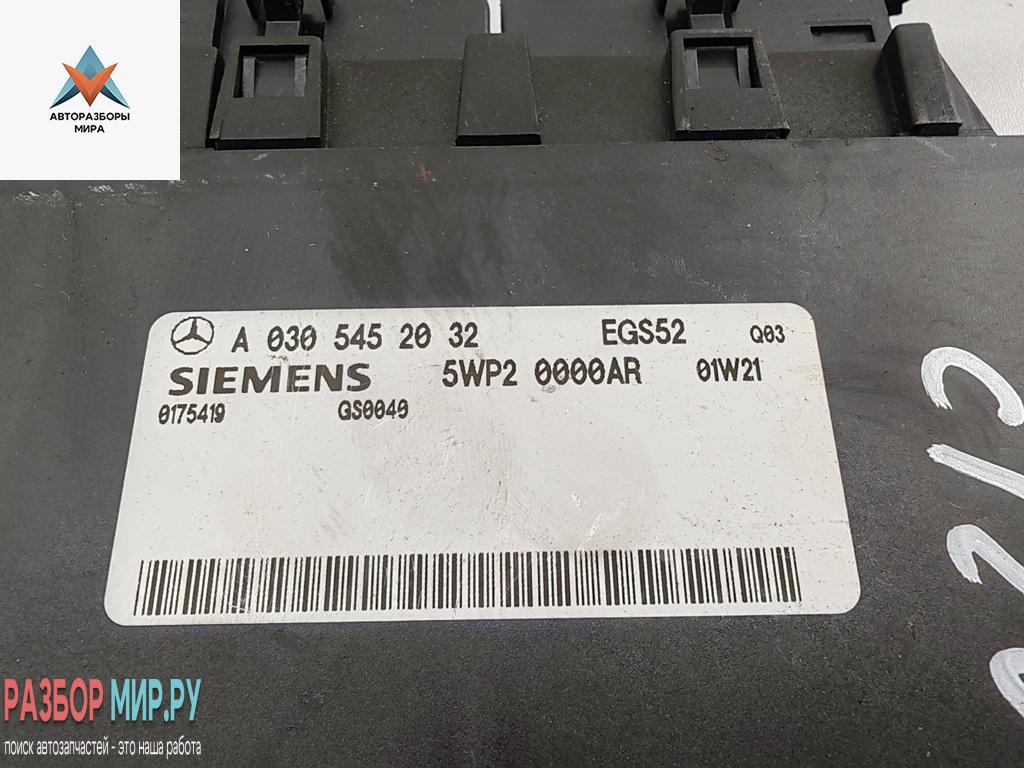 АВТОРАЗБОРЫ
МИРА
A 030 545 20 32 EGS52 Q03
SIEMENS 5WP2 0000AR 01W21
0175419 QS0049
РАЗБОР МИР.РУ
поиск автозапчастей - это наша работа